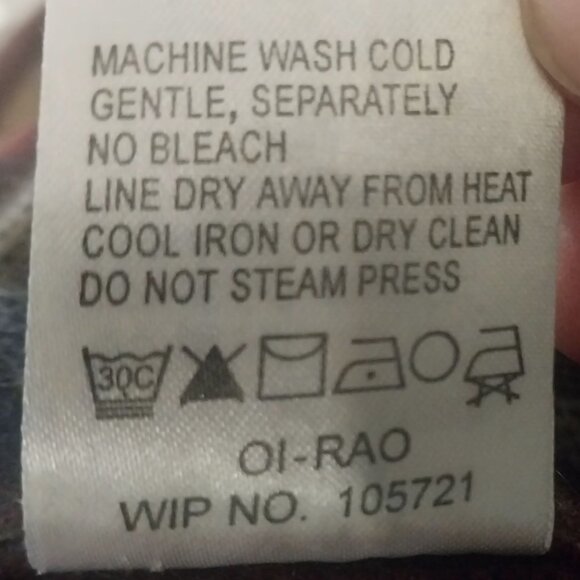 MACHINE WASH COLD
GENTLE, SEPARATELY
NO BLEACH
LINE DRY AWAY FROM HEAT
COOL IRON OR DRY CLEAN
DO NOT STEAM PRESS
30C
OI-RAO
WIP NO. 105721